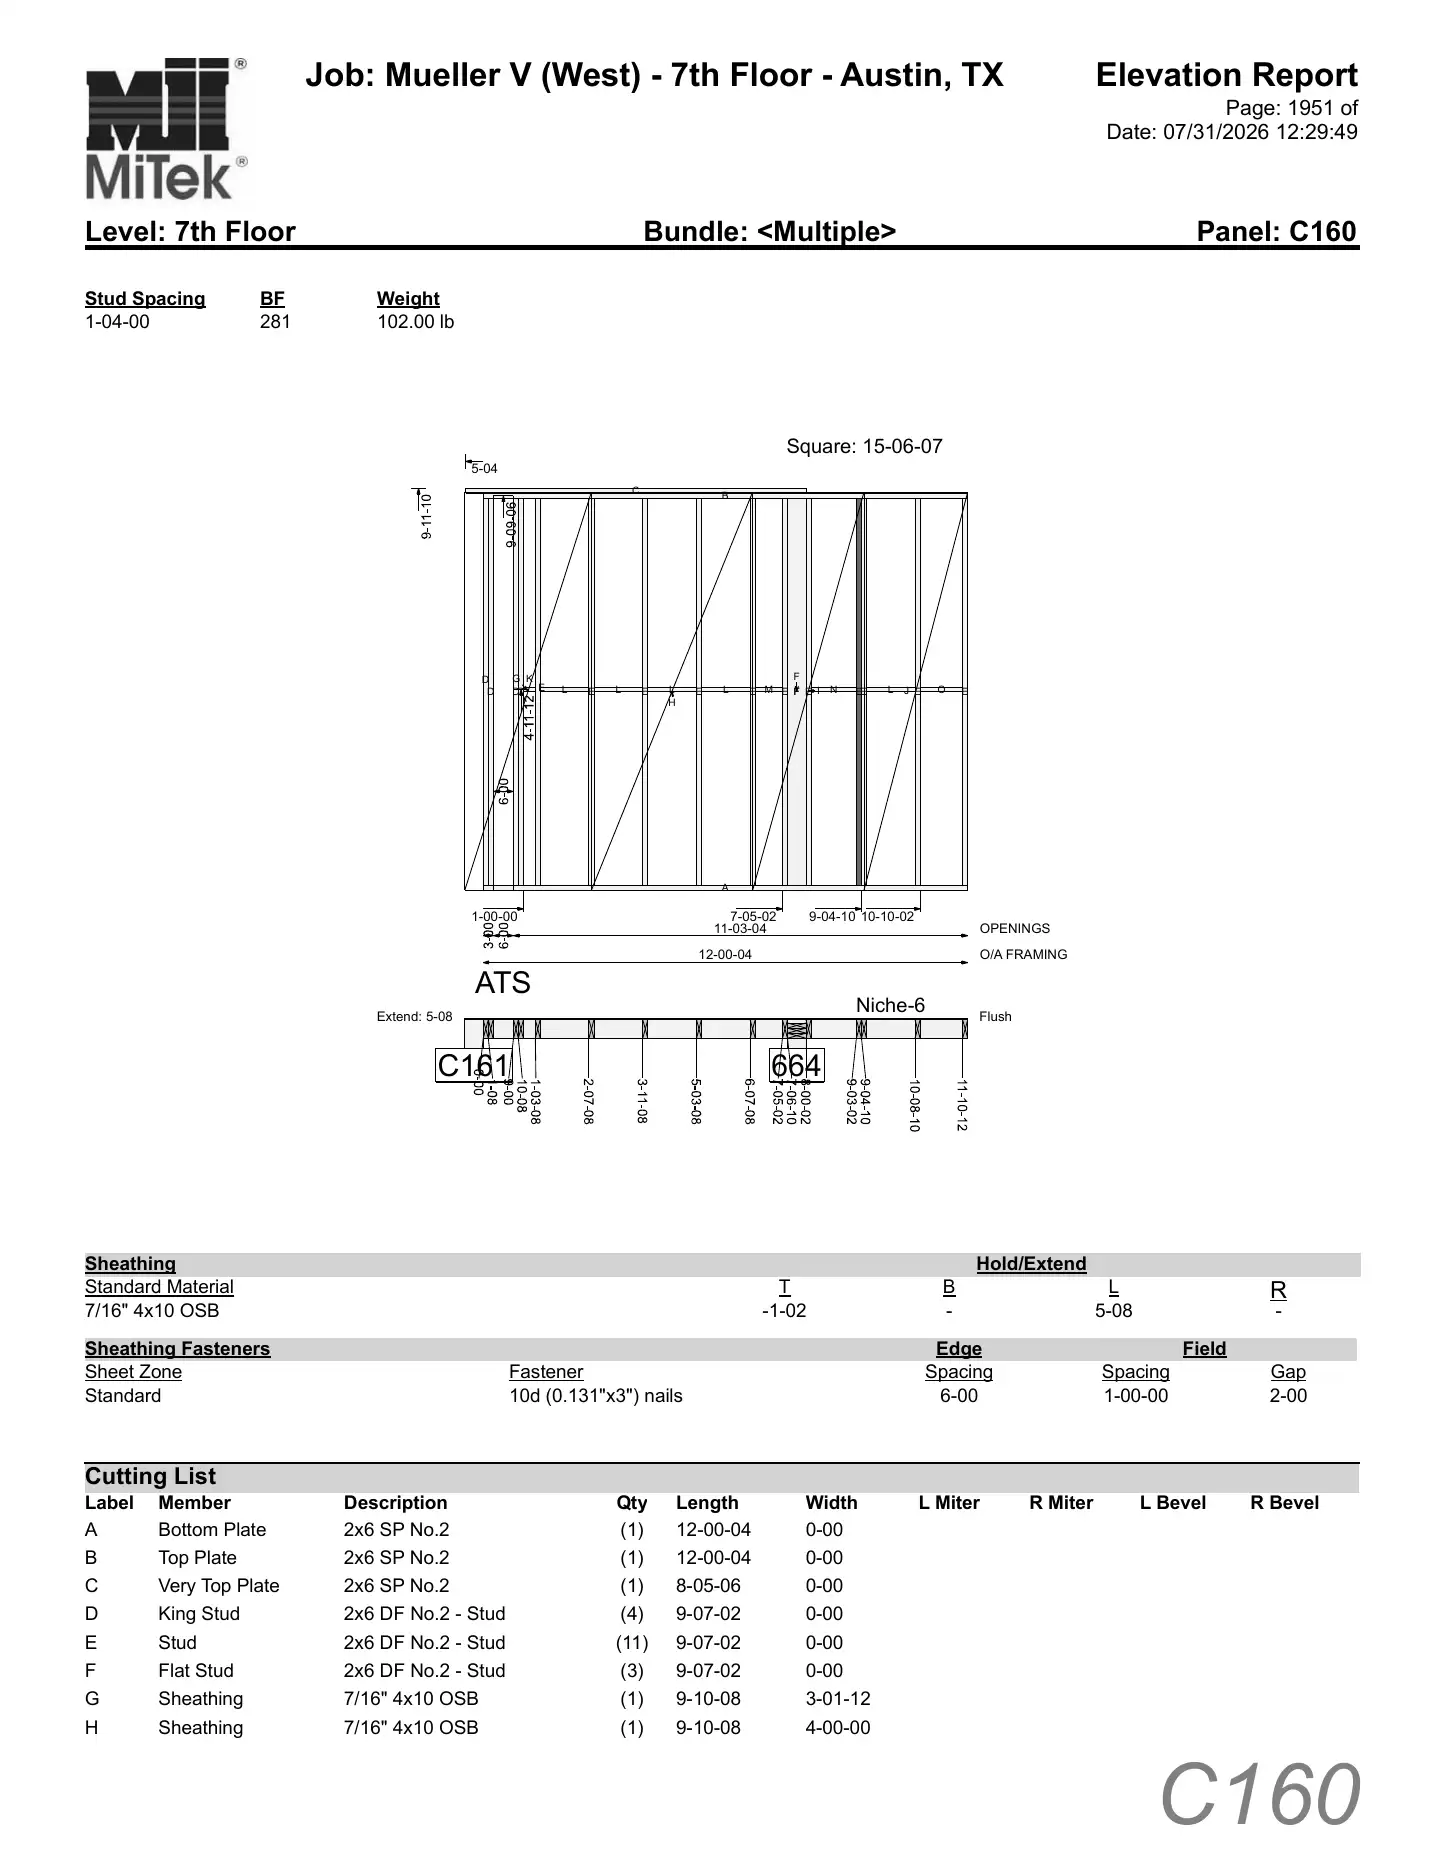 Job: Mueller V (West) - 7th Floor - Austin, TX
Elevation Report
Page: 1951 of
Date: 07/31/2026 12:29:49
MiTek®
Level: 7th Floor Bundle: <Multiple> Panel: C160
Stud Spacing BF Weight
1-04-00 281 102.00 lb
Square: 15-06-07
5-04
9-11-10
9-09-06
C
B
D
D
G K
E
L
L
L
H
L
M
F
F
I
N
L
J
O
4-11-12
6-00
A
1-00-00 7-05-02 9-04-10 10-10-02
3-00 6-00 11-03-04 OPENINGS
12-00-04 O/A FRAMING
ATS
Niche-6
Extend: 5-08 Flush
C161 664
0-00
1-08
9-00
10-08
1-03-08
2-07-08
3-11-08
5-03-08
6-07-08
7-05-02
7-06-10
8-00-02
9-03-02
9-04-10
10-08-10
11-10-12
Sheathing Hold/Extend
Standard Material T B L R
7/16" 4x10 OSB -1-02 - 5-08 -
Sheathing Fasteners Edge Field
Sheet Zone Fastener Spacing Spacing Gap
Standard 10d (0.131"x3") nails 6-00 1-00-00 2-00
Cutting List
Label Member Description Qty Length Width L Miter R Miter L Bevel R Bevel
A Bottom Plate 2x6 SP No.2 (1) 12-00-04 0-00
B Top Plate 2x6 SP No.2 (1) 12-00-04 0-00
C Very Top Plate 2x6 SP No.2 (1) 8-05-06 0-00
D King Stud 2x6 DF No.2 - Stud (4) 9-07-02 0-00
E Stud 2x6 DF No.2 - Stud (11) 9-07-02 0-00
F Flat Stud 2x6 DF No.2 - Stud (3) 9-07-02 0-00
G Sheathing 7/16" 4x10 OSB (1) 9-10-08 3-01-12
H Sheathing 7/16" 4x10 OSB (1) 9-10-08 4-00-00
C160